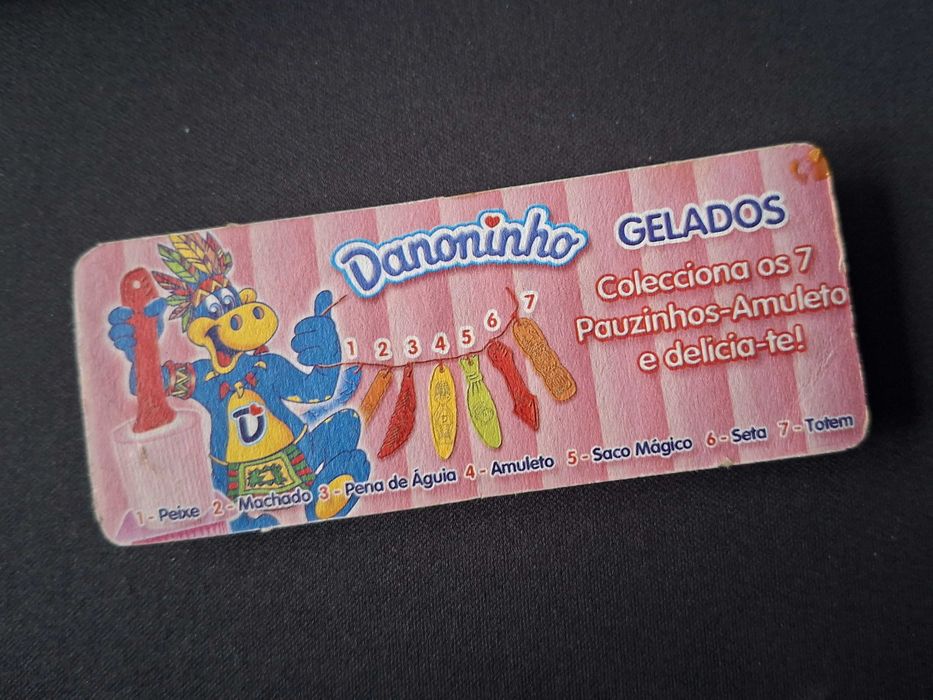 Danoninho
GELADOS
Colecciona os 7
Pauzinhos-Amuleto
e delicia-te!
1 2 3 4 5 6 7
D
1 - Peixe 2 - Machado 3 - Pena de Águia 4 - Amuleto 5 - Saco Mágico 6 - Seta 7 - Totem